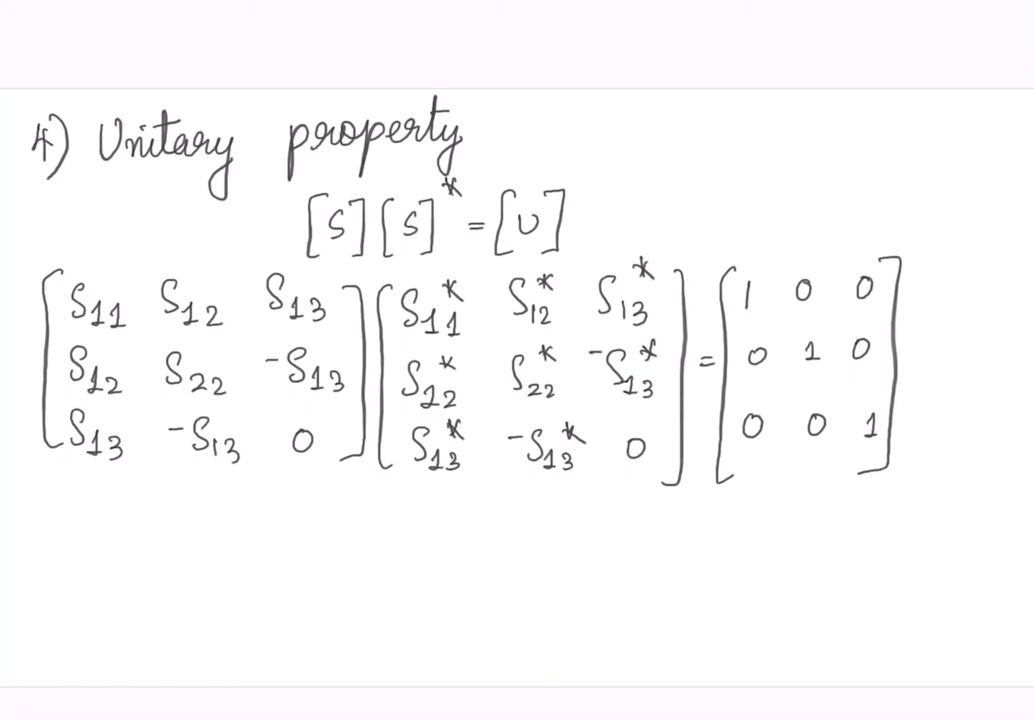 4) Unitary property
[S][S]* = [U]
[S11 S12 S13] [S11* S12* S13*] = [1 0 0]
[S12 S22 -S13] [S12* S22* -S13*] [0 1 0]
[S13 -S13 0] [S13* -S13* 0] [0 0 1]